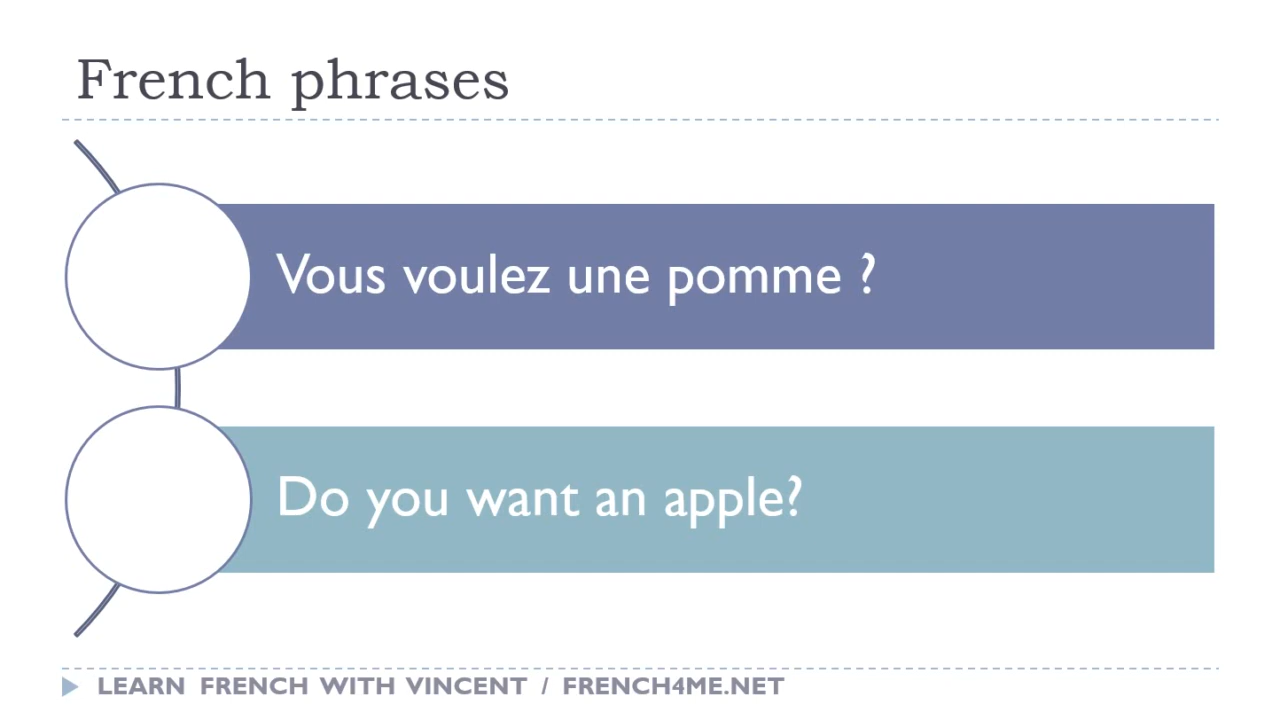 French phrases
Vous voulez une pomme ?
Do you want an apple?
LEARN FRENCH WITH VINCENT / FRENCH4ME.NET